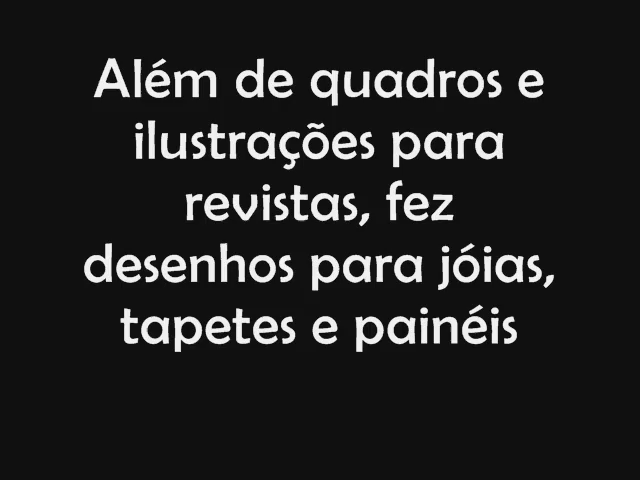 Além de quadros e
ilustrações para
revistas, fez
desenhos para jóias,
tapetes e painéis